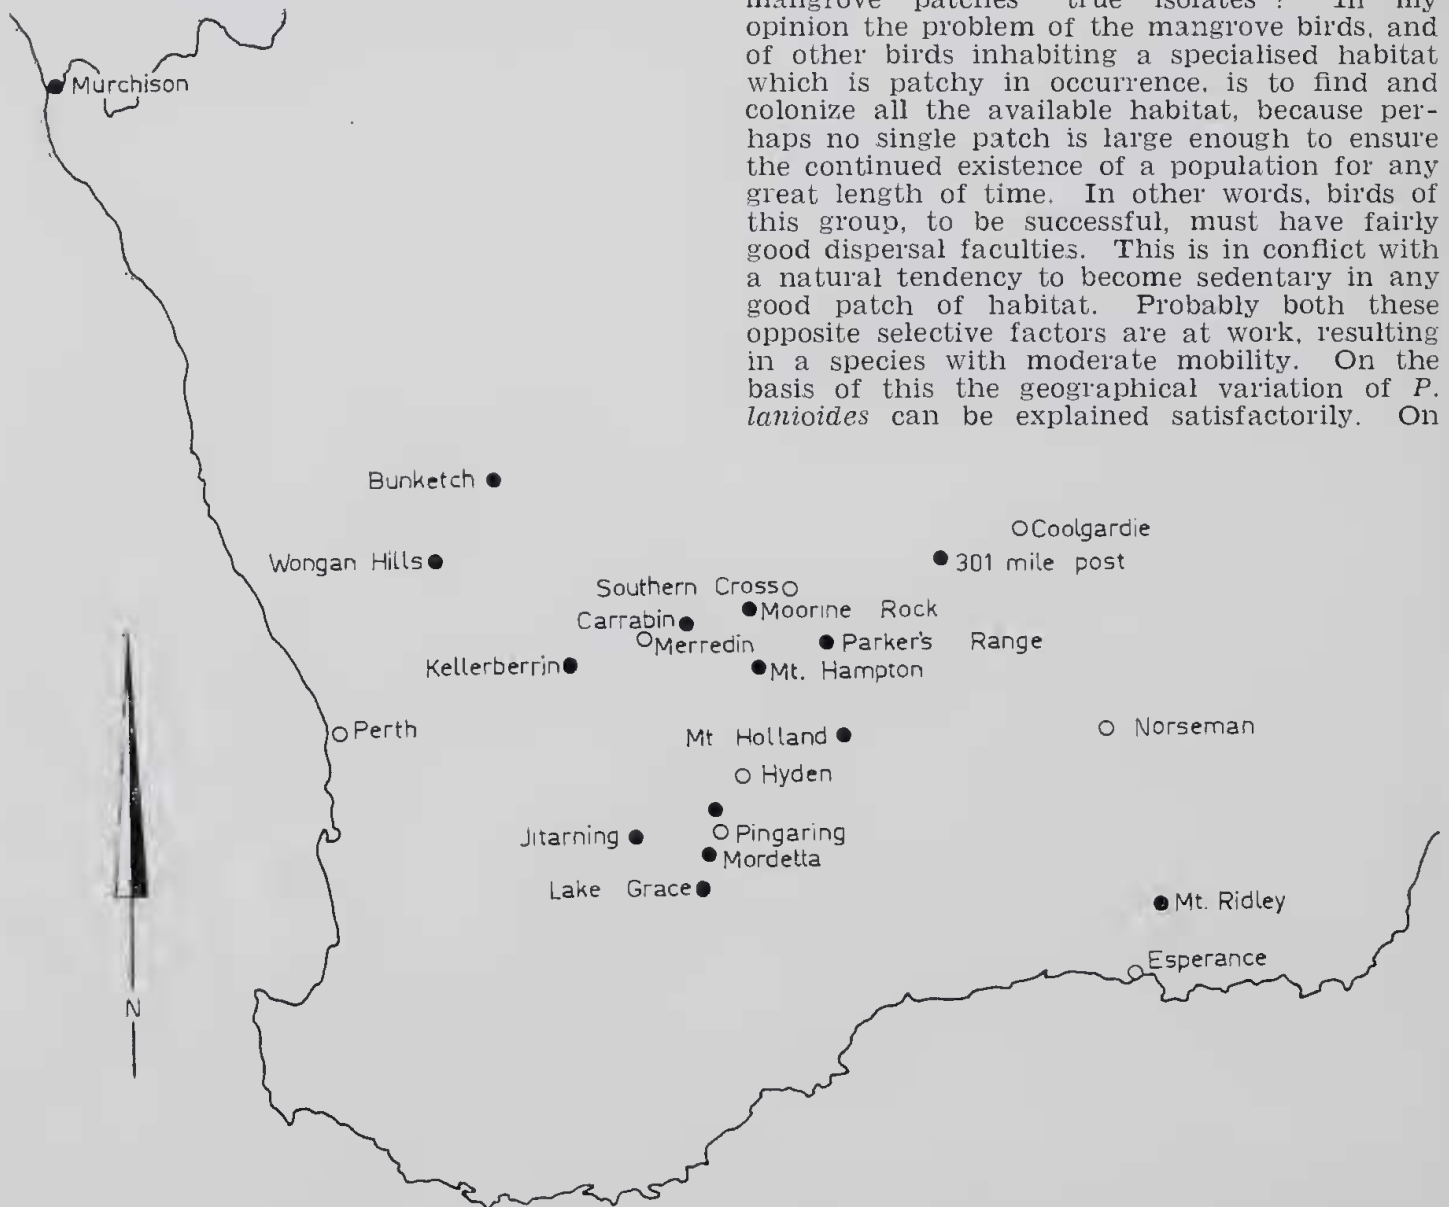 mangrove patches "true isolates"? In my
opinion the problem of the mangrove birds, and
of other birds inhabiting a specialised habitat
which is patchy in occurrence, is to find and
colonize all the available habitat, because per-
haps no single patch is large enough to ensure
the continued existence of a population for any
great length of time. In other words, birds of
this group, to be successful, must have fairly
good dispersal faculties. This is in conflict with
a natural tendency to become sedentary in any
good patch of habitat. Probably both these
opposite selective factors are at work, resulting
in a species with moderate mobility. On the
basis of this the geographical variation of P.
lanioides can be explained satisfactorily. On
Murchison
Bunketch
Coolgardie
Wongan Hills
301 mile post
Southern Cross
Moorine Rock
Carrabin
Merredin
Parker's Range
Kellerberrin
Mt. Hampton
Perth
Mt Holland
Norseman
Hyden
Jitarning
Pingaring
Mordetta
Lake Grace
Mt. Ridley
Esperance
N